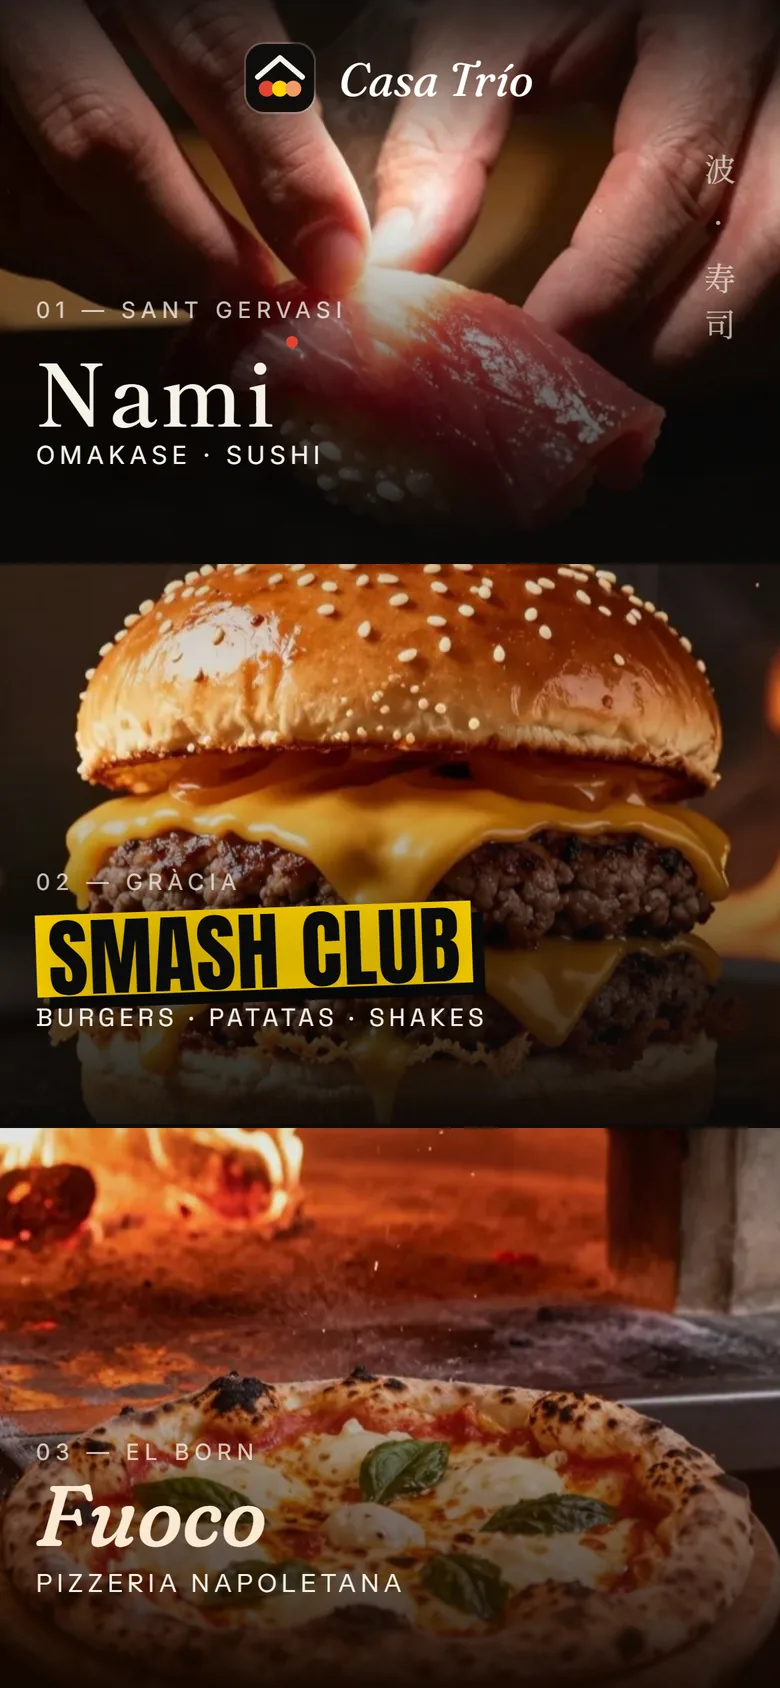 Casa Trío
波・寿司
01 — SANT GERVASI
Nami
OMAKASE · SUSHI
02 — GRÀCIA
SMASH CLUB
BURGERS · PATATAS · SHAKES
03 — EL BORN
Fuoco
PIZZERIA NAPOLETANA